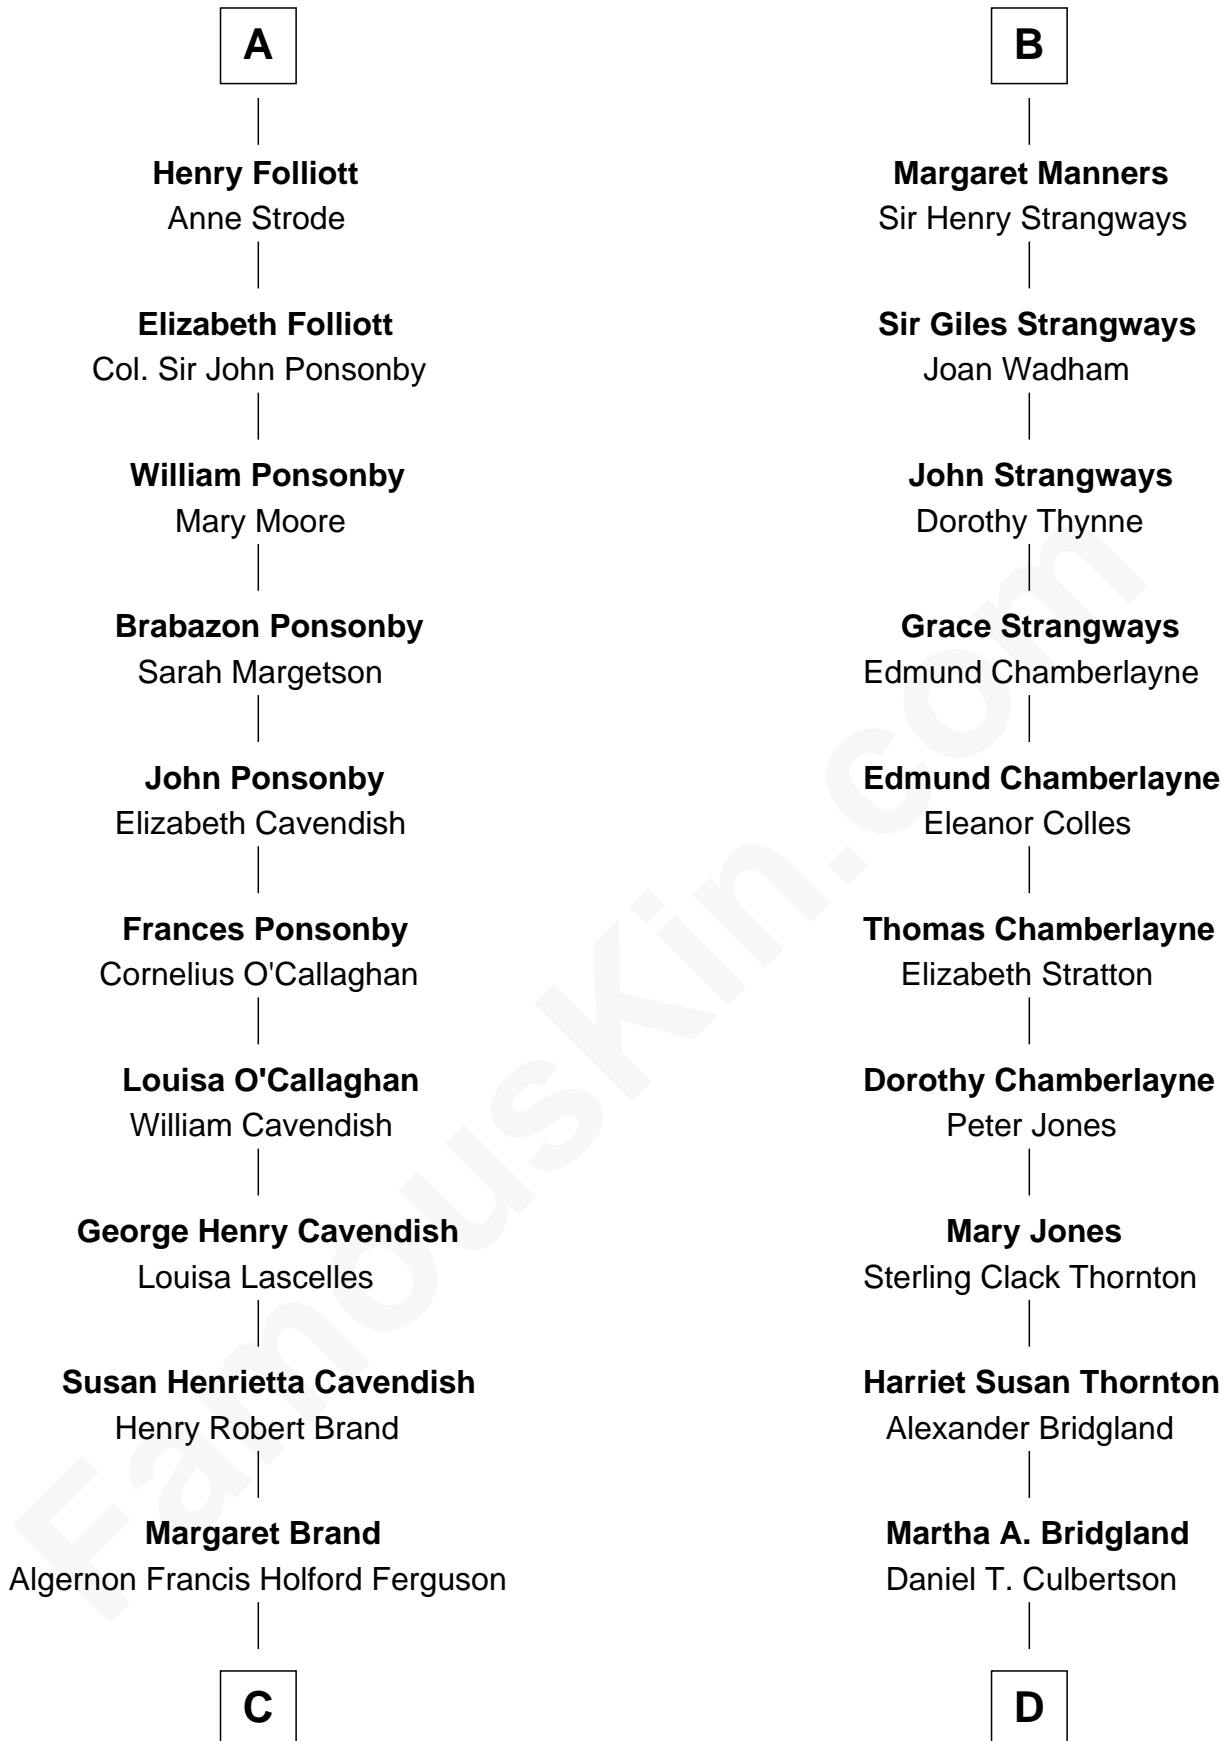 A
Henry Folliott
Anne Strode
Elizabeth Folliott
Col. Sir John Ponsonby
William Ponsonby
Mary Moore
Brabazon Ponsonby
Sarah Margetson
John Ponsonby
Elizabeth Cavendish
Frances Ponsonby
Cornelius O'Callaghan
Louisa O'Callaghan
William Cavendish
George Henry Cavendish
Louisa Lascelles
Susan Henrietta Cavendish
Henry Robert Brand
Margaret Brand
Algernon Francis Holford Ferguson
C
B
Margaret Manners
Sir Henry Strangways
Sir Giles Strangways
Joan Wadham
John Strangways
Dorothy Thynne
Grace Strangways
Edmund Chamberlayne
Edmund Chamberlayne
Eleanor Colles
Thomas Chamberlayne
Elizabeth Stratton
Dorothy Chamberlayne
Peter Jones
Mary Jones
Sterling Clack Thornton
Harriet Susan Thornton
Alexander Bridgland
Martha A. Bridgland
Daniel T. Culbertson
D
FamousKin.com